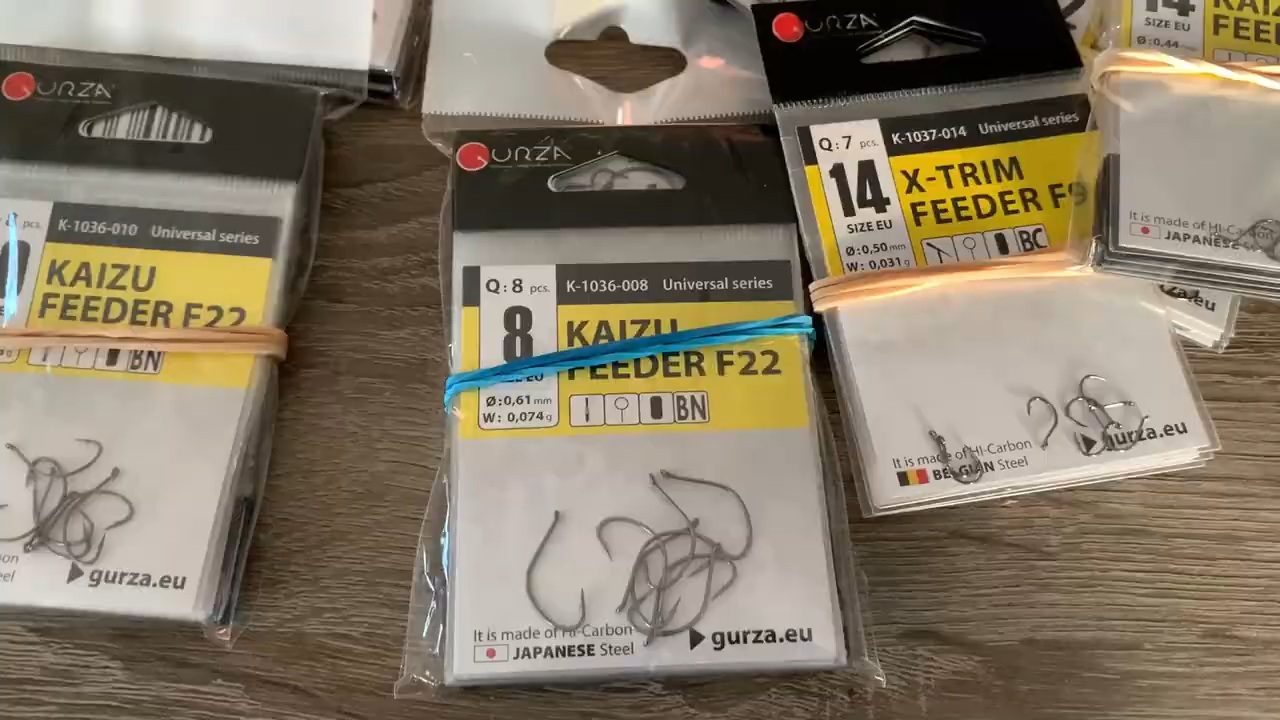 GURZA
pcs.
K-1036-010 Universal series
KAIZU
FEEDER F22
BN
gurza.eu
GURZA
Q: 8 pcs.
K-1036-008 Universal series
8
KAIZU
FEEDER F22
Ø:0,61 mm
W: 0,074 g
BN
It is made of HI-Carbon
JAPANESE Steel
gurza.eu
GURZA
Q: 7 pcs.
K-1037-014 Universal series
14
SIZE EU
X-TRIM
FEEDER F9
Ø:0,50 mm
W: 0,031 g
BC
It is made of HI-Carbon
BELGIAN Steel
gurza.eu
14
SIZE EU
Ø:0,44
It is made of HI-Carbon
JAPANESE